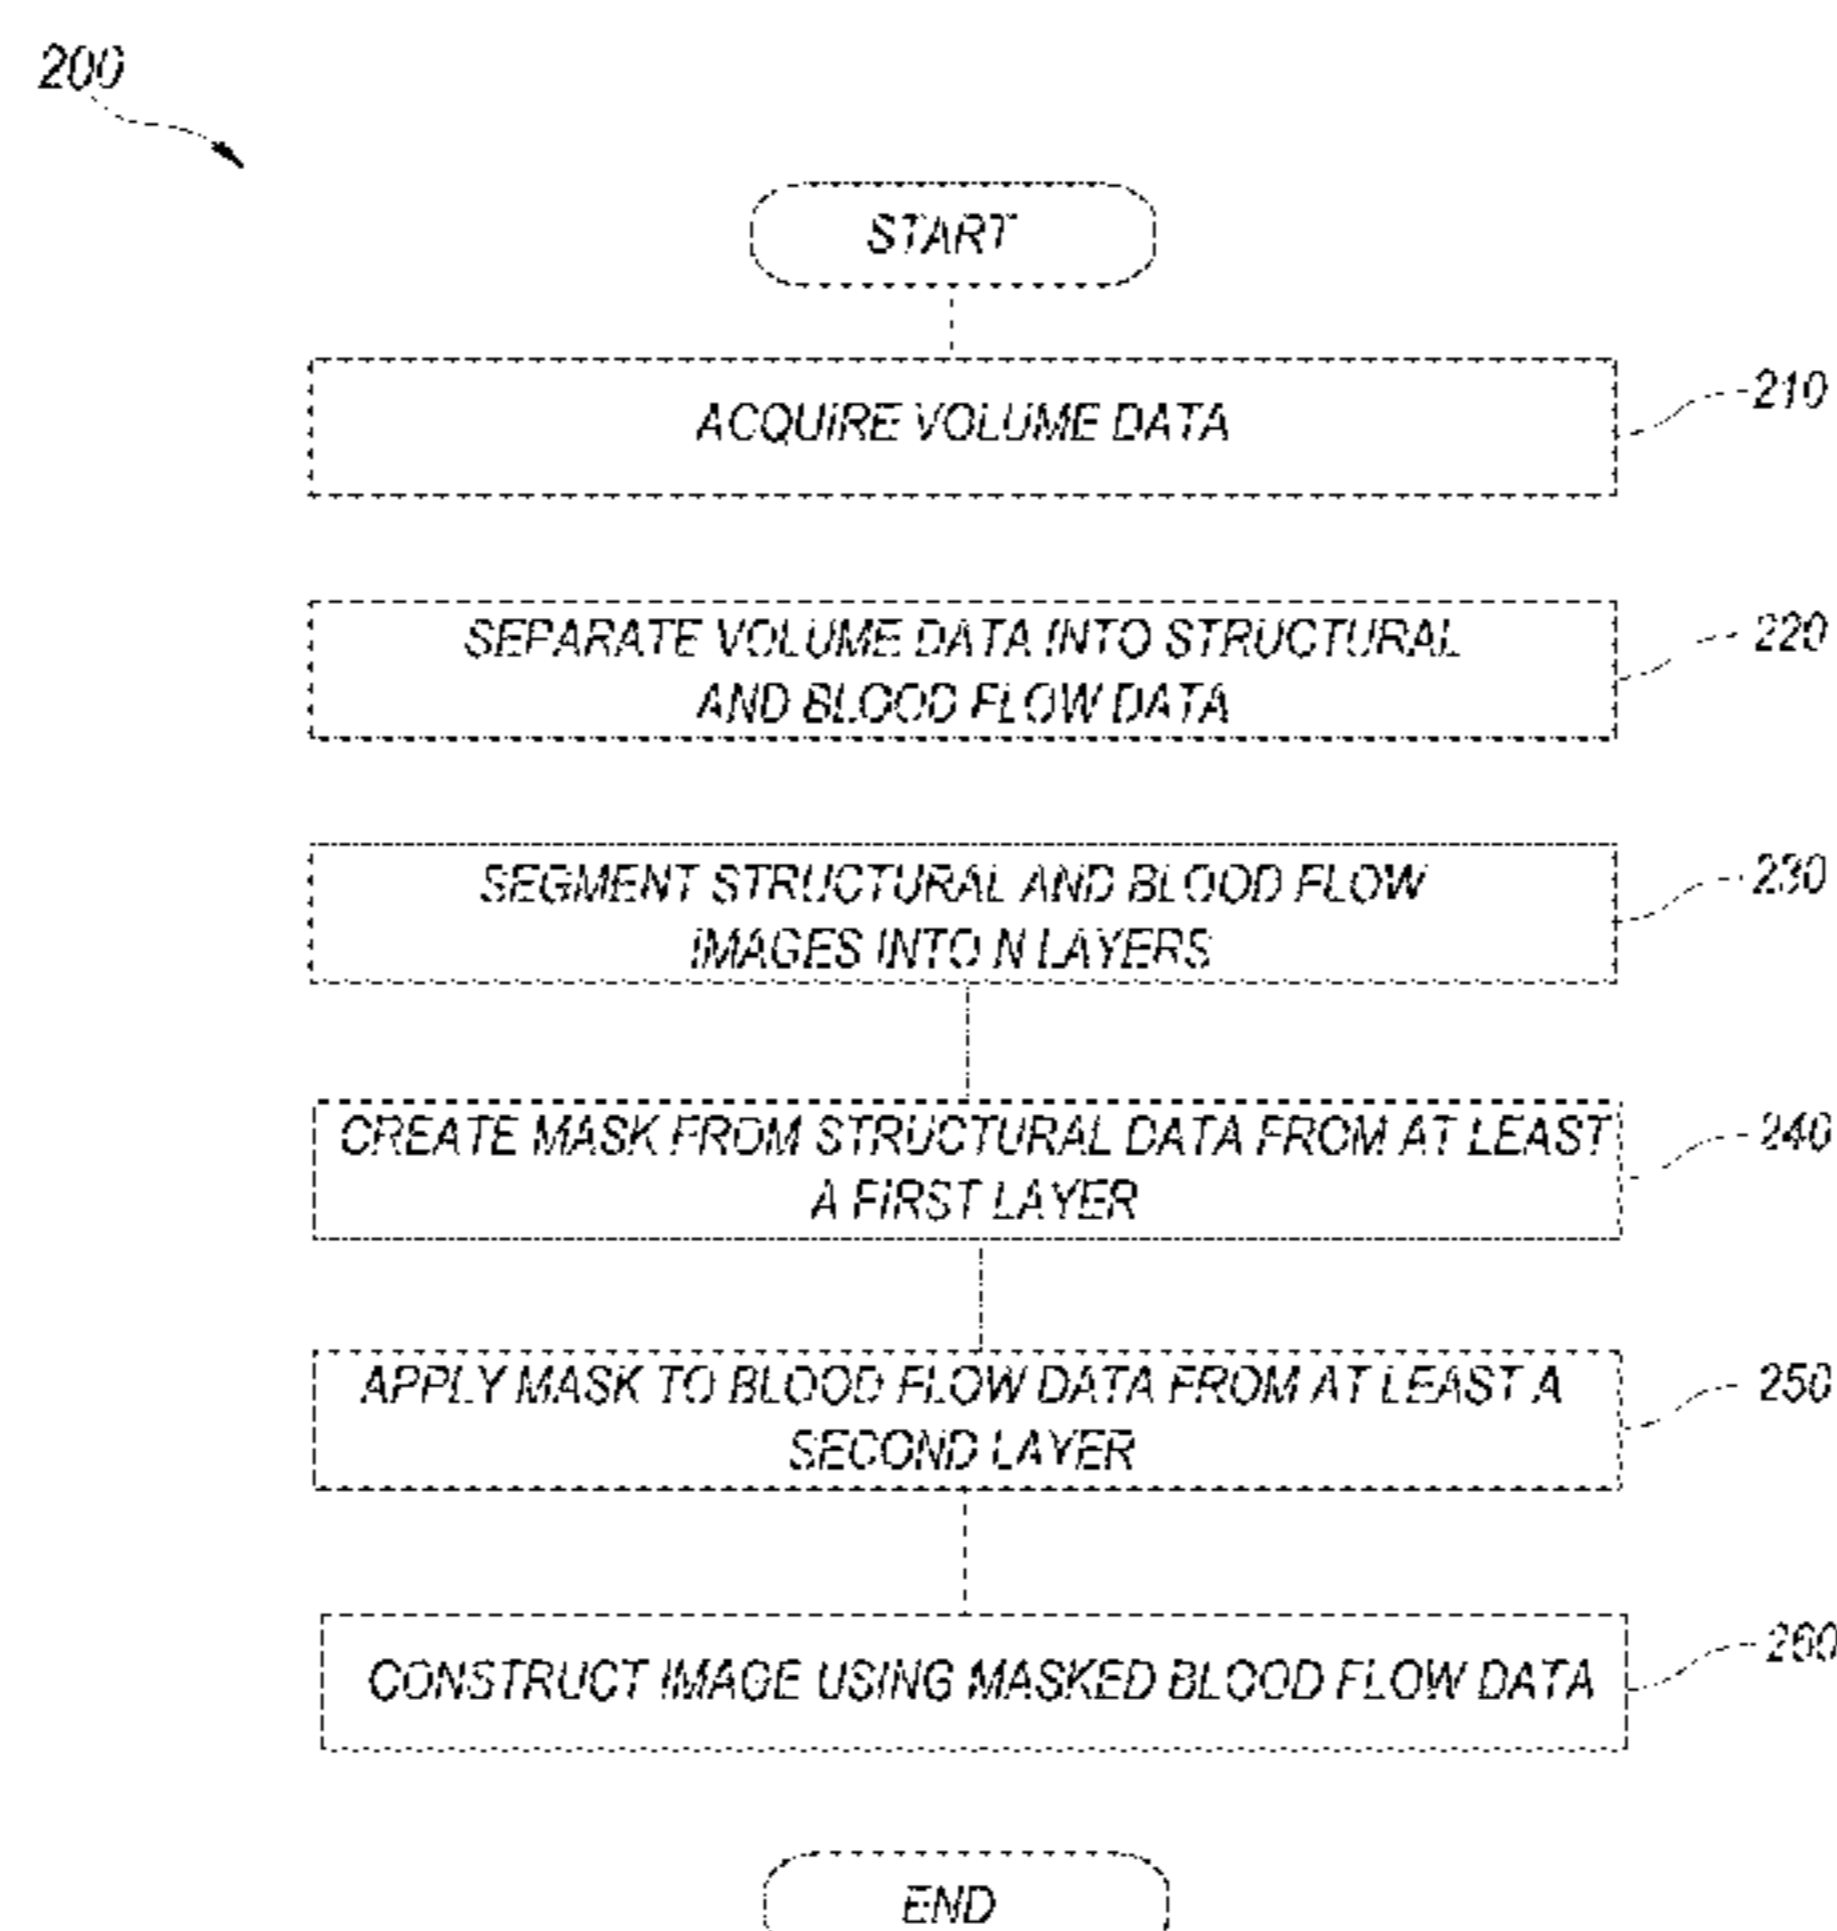 200
START
ACQUIRE VOLUME DATA
210
SEPARATE VOLUME DATA INTO STRUCTURAL
AND BLOOD FLOW DATA
220
SEGMENT STRUCTURAL AND BLOOD FLOW
IMAGES INTO N LAYERS
230
CREATE MASK FROM STRUCTURAL DATA FROM AT LEAST
A FIRST LAYER
240
APPLY MASK TO BLOOD FLOW DATA FROM AT LEAST A
SECOND LAYER
250
CONSTRUCT IMAGE USING MASKED BLOOD FLOW DATA
260
END